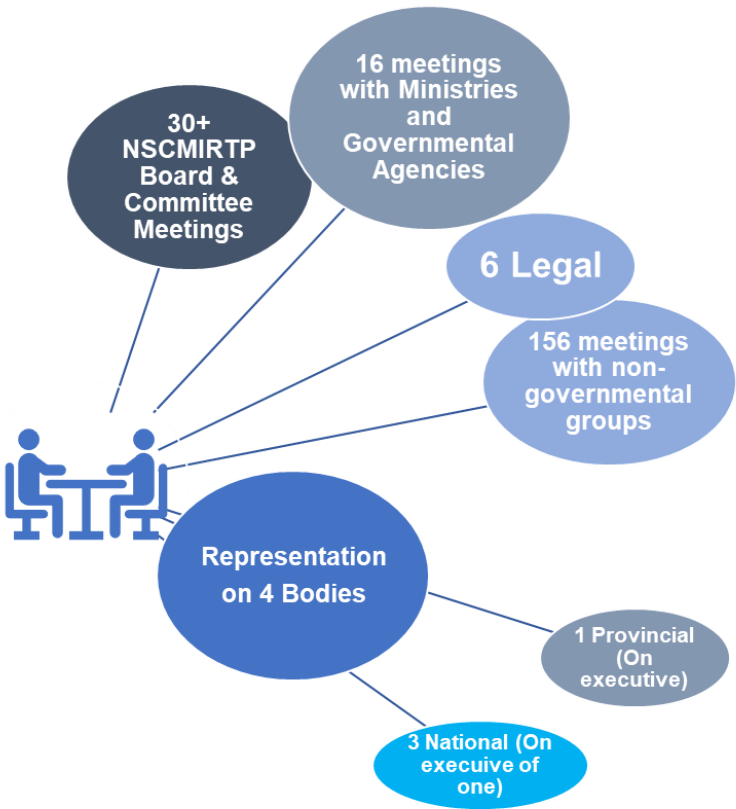 30+
NSCMIRTP
Board &
Committee
Meetings
16 meetings
with Ministries
and
Governmental
Agencies
6 Legal
156 meetings
with non-
governmental
groups
Representation
on 4 Bodies
1 Provincial
(On
executive)
3 National (On
execuive of
one)